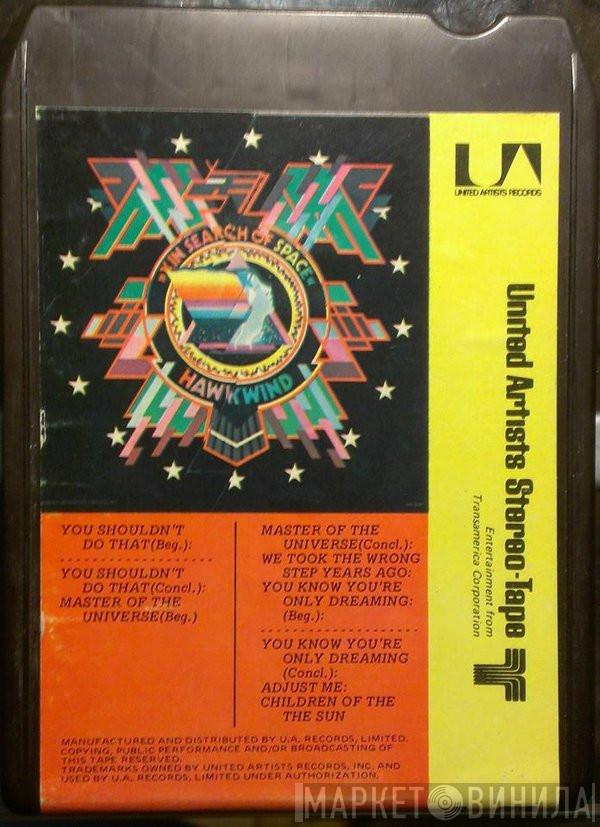 UNITED ARTISTS RECORDS
"X IN SEARCH OF SPACE"
HAWKWIND
United Artists Stereo-Tape
Entertainment from
Transamerica Corporation
YOU SHOULDN'T
DO THAT(Beg.):
YOU SHOULDN'T
DO THAT(Concl.):
MASTER OF THE
UNIVERSE(Beg.)
MASTER OF THE
UNIVERSE(Concl.):
WE TOOK THE WRONG
STEP YEARS AGO:
YOU KNOW YOU'RE
ONLY DREAMING:
(Beg.):
YOU KNOW YOU'RE
ONLY DREAMING
(Concl.):
ADJUST ME:
CHILDREN OF THE
THE SUN
MANUFACTURED AND DISTRIBUTED BY U.A. RECORDS, LIMITED.
COPYING, PUBLIC PERFORMANCE AND/OR BROADCASTING OF
THIS TAPE RESERVED.
TRADEMARKS OWNED BY UNITED ARTISTS RECORDS, INC. AND
USED BY U.A. RECORDS, LIMITED UNDER AUTHORIZATION.
МАРКЕТ ВИНИЛА